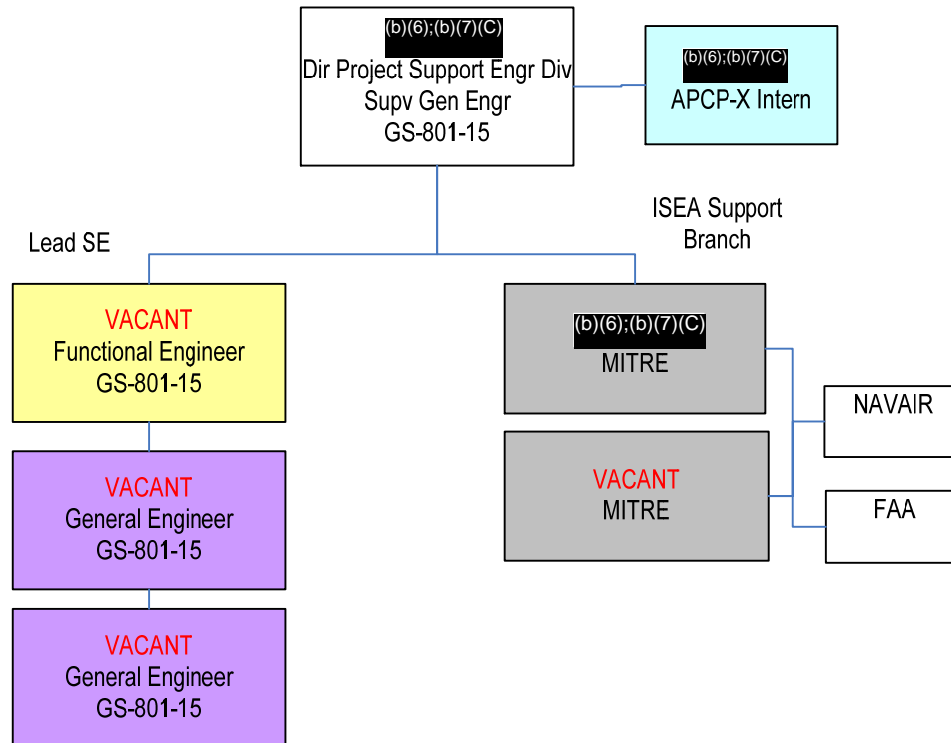 (b)(6);(b)(7)(C)
Dir Project Support Engr Div
Supv Gen Engr
GS-801-15
(b)(6);(b)(7)(C)
APCP-X Intern
Lead SE
ISEA Support
Branch
VACANT
Functional Engineer
GS-801-15
(b)(6);(b)(7)(C)
MITRE
NAVAIR
VACANT
General Engineer
GS-801-15
VACANT
MITRE
FAA
VACANT
General Engineer
GS-801-15